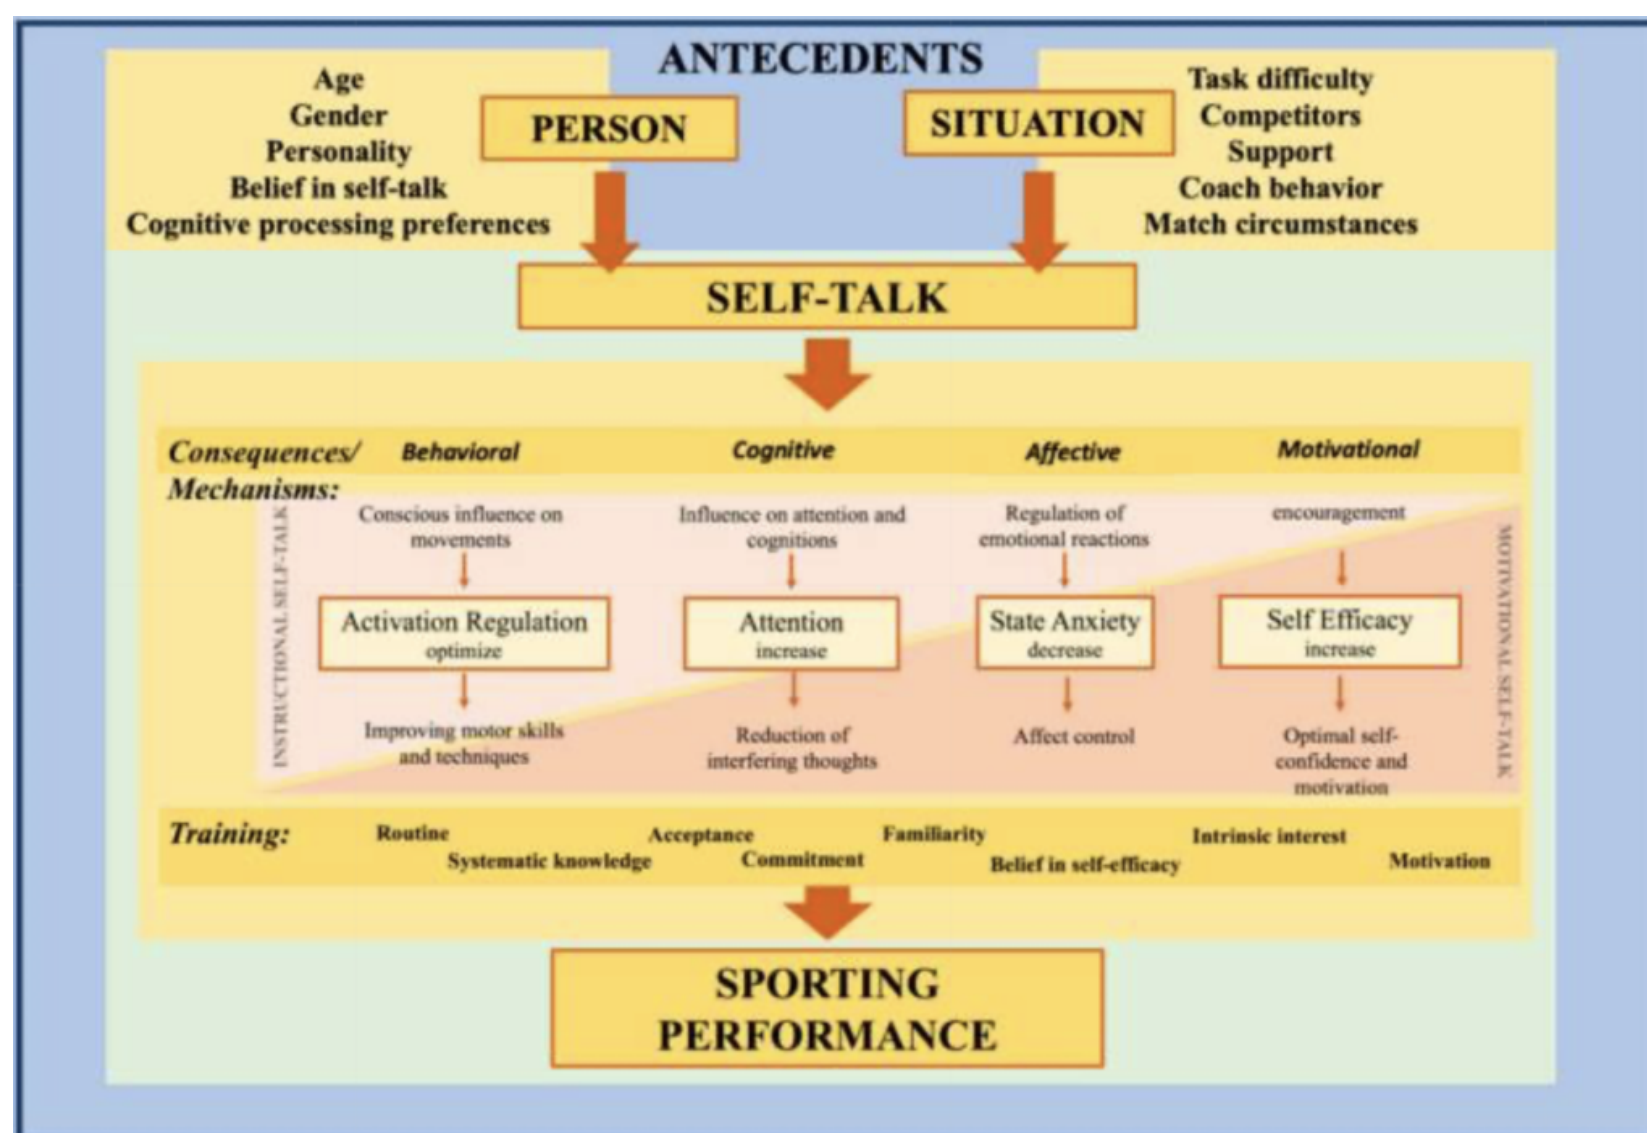 ANTECEDENTS
Age
Gender
Personality
Belief in self-talk
Cognitive processing preferences
PERSON
SITUATION
Task difficulty
Competitors
Support
Coach behavior
Match circumstances
SELF-TALK
Consequences/
Mechanisms:
Behavioral
Cognitive
Affective
Motivational
INSTRUCTIONAL SELF-TALK
Conscious influence on
movements
Activation Regulation
optimize
Improving motor skills
and techniques
Influence on attention and
cognitions
Attention
increase
Reduction of
interfering thoughts
Regulation of
emotional reactions
State Anxiety
decrease
Affect control
encouragement
Self Efficacy
increase
Optimal self-
confidence and
motivation
MOTIVATIONAL SELF-TALK
Training:
Routine
Systematic knowledge
Acceptance
Commitment
Familiarity
Belief in self-efficacy
Intrinsic interest
Motivation
SPORTING
PERFORMANCE